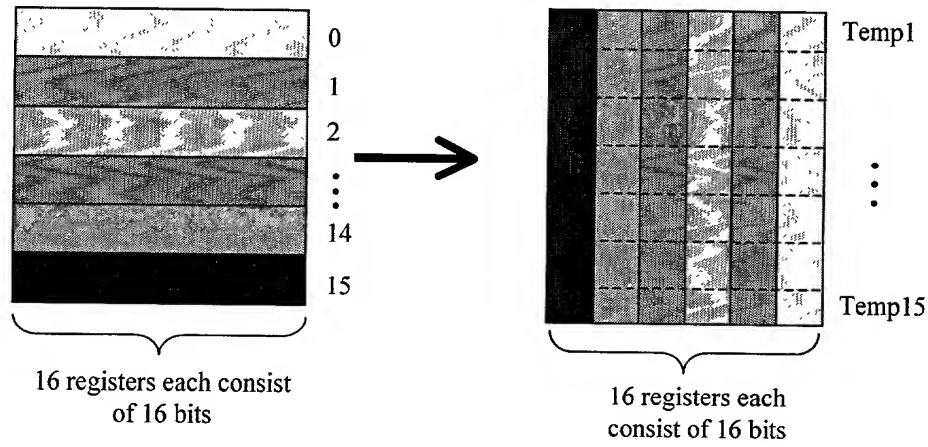 0
1
2
14
15
16 registers each consist
of 16 bits
Temp1
Temp15
16 registers each
consist of 16 bits